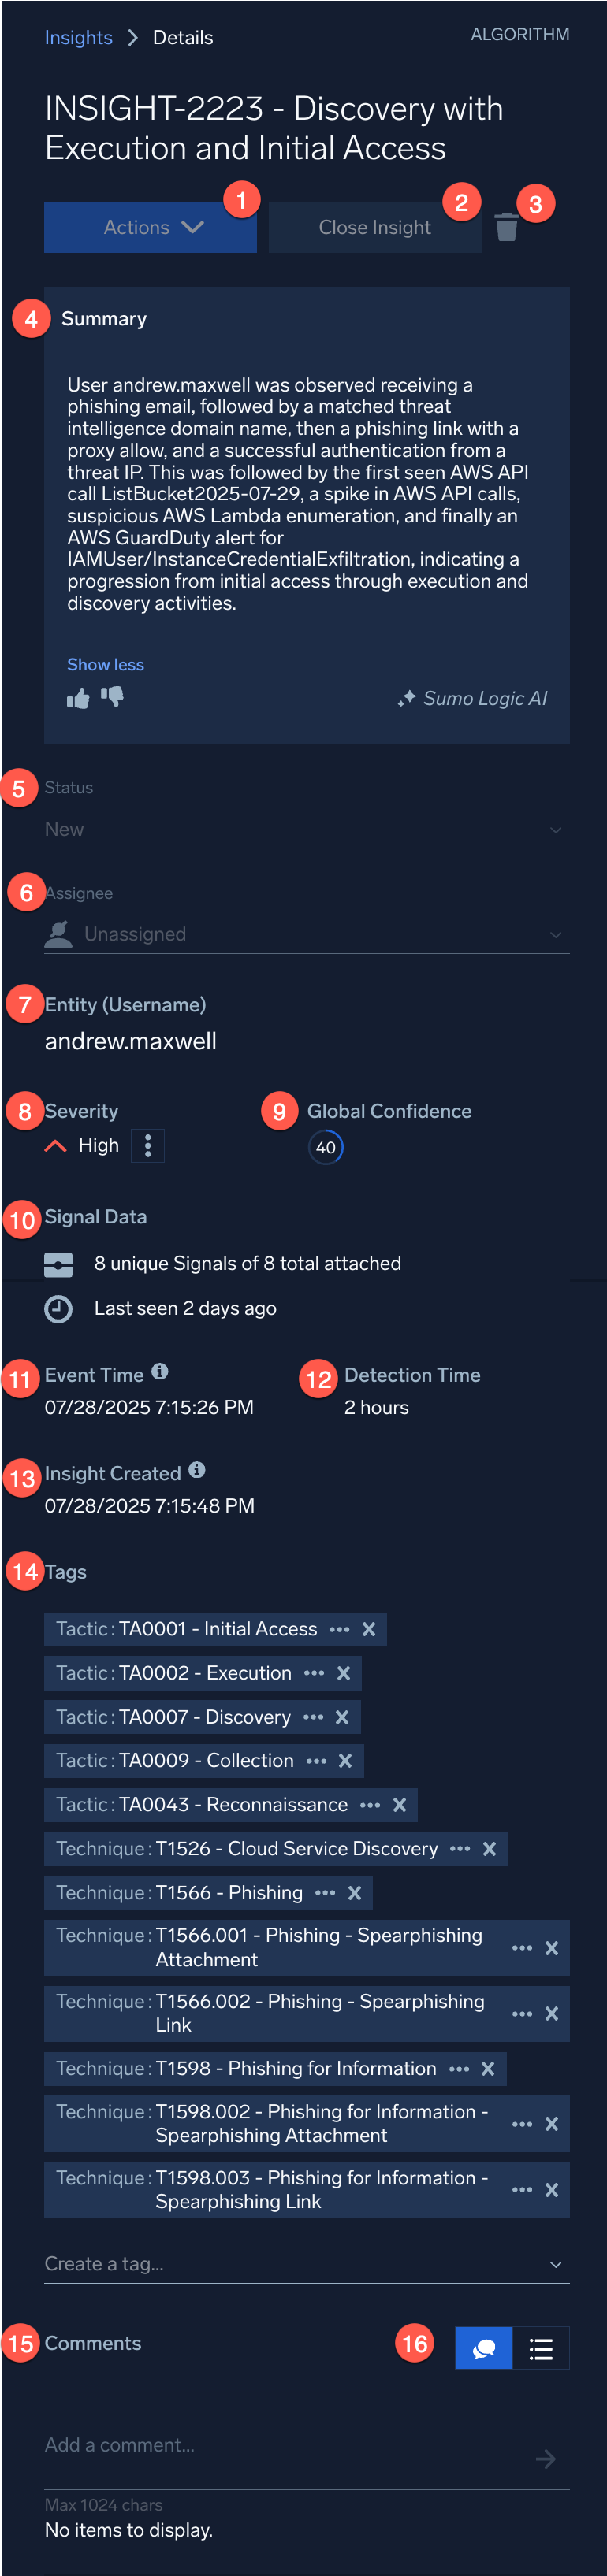 Insights > Details
ALGORITHM
INSIGHT-2223 - Discovery with
Execution and Initial Access
1
2
3
Actions
Close Insight
4
Summary
User andrew.maxwell was observed receiving a
phishing email, followed by a matched threat
intelligence domain name, then a phishing link with a
proxy allow, and a successful authentication from a
threat IP. This was followed by the first seen AWS API
call ListBucket2025-07-29, a spike in AWS API calls,
suspicious AWS Lambda enumeration, and finally an
AWS GuardDuty alert for
IAMUser/InstanceCredentialExfiltration, indicating a
progression from initial access through execution and
discovery activities.
Show less
Sumo Logic AI
5 Status
New
6 Assignee
Unassigned
7 Entity (Username)
andrew.maxwell
8 Severity
9 Global Confidence
High
40
10 Signal Data
8 unique Signals of 8 total attached
Last seen 2 days ago
11 Event Time
12 Detection Time
07/28/2025 7:15:26 PM
2 hours
13 Insight Created
07/28/2025 7:15:48 PM
14 Tags
Tactic: TA0001 - Initial Access ••• X
Tactic: TA0002 - Execution ••• X
Tactic: TA0007 - Discovery ••• X
Tactic: TA0009 - Collection ••• X
Tactic: TA0043 - Reconnaissance ••• X
Technique: T1526 - Cloud Service Discovery ••• X
Technique: T1566 - Phishing ••• X
Technique: T1566.001 - Phishing - Spearphishing
Attachment ••• X
Technique: T1566.002 - Phishing - Spearphishing
Link ••• X
Technique: T1598 - Phishing for Information ••• X
Technique: T1598.002 - Phishing for Information -
Spearphishing Attachment ••• X
Technique: T1598.003 - Phishing for Information -
Spearphishing Link ••• X
Create a tag...
15 Comments
16
Add a comment...
Max 1024 chars
No items to display.